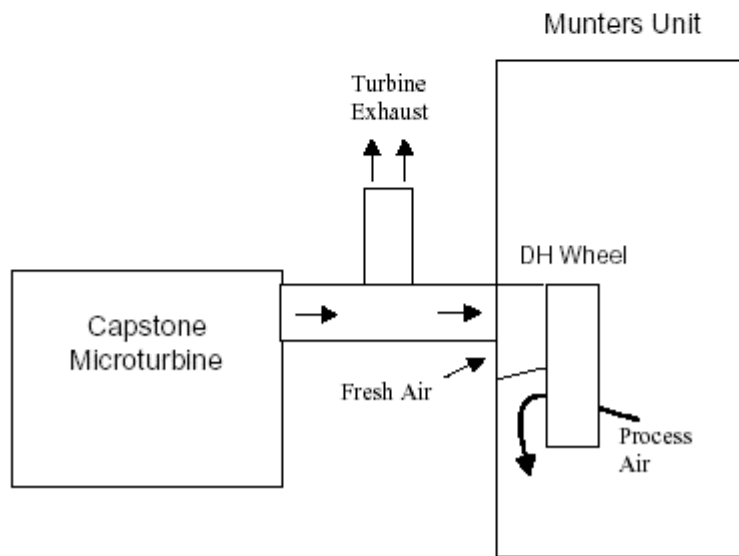 Munters Unit
Turbine
Exhaust
DH Wheel
Capstone
Microturbine
Fresh Air
Process
Air